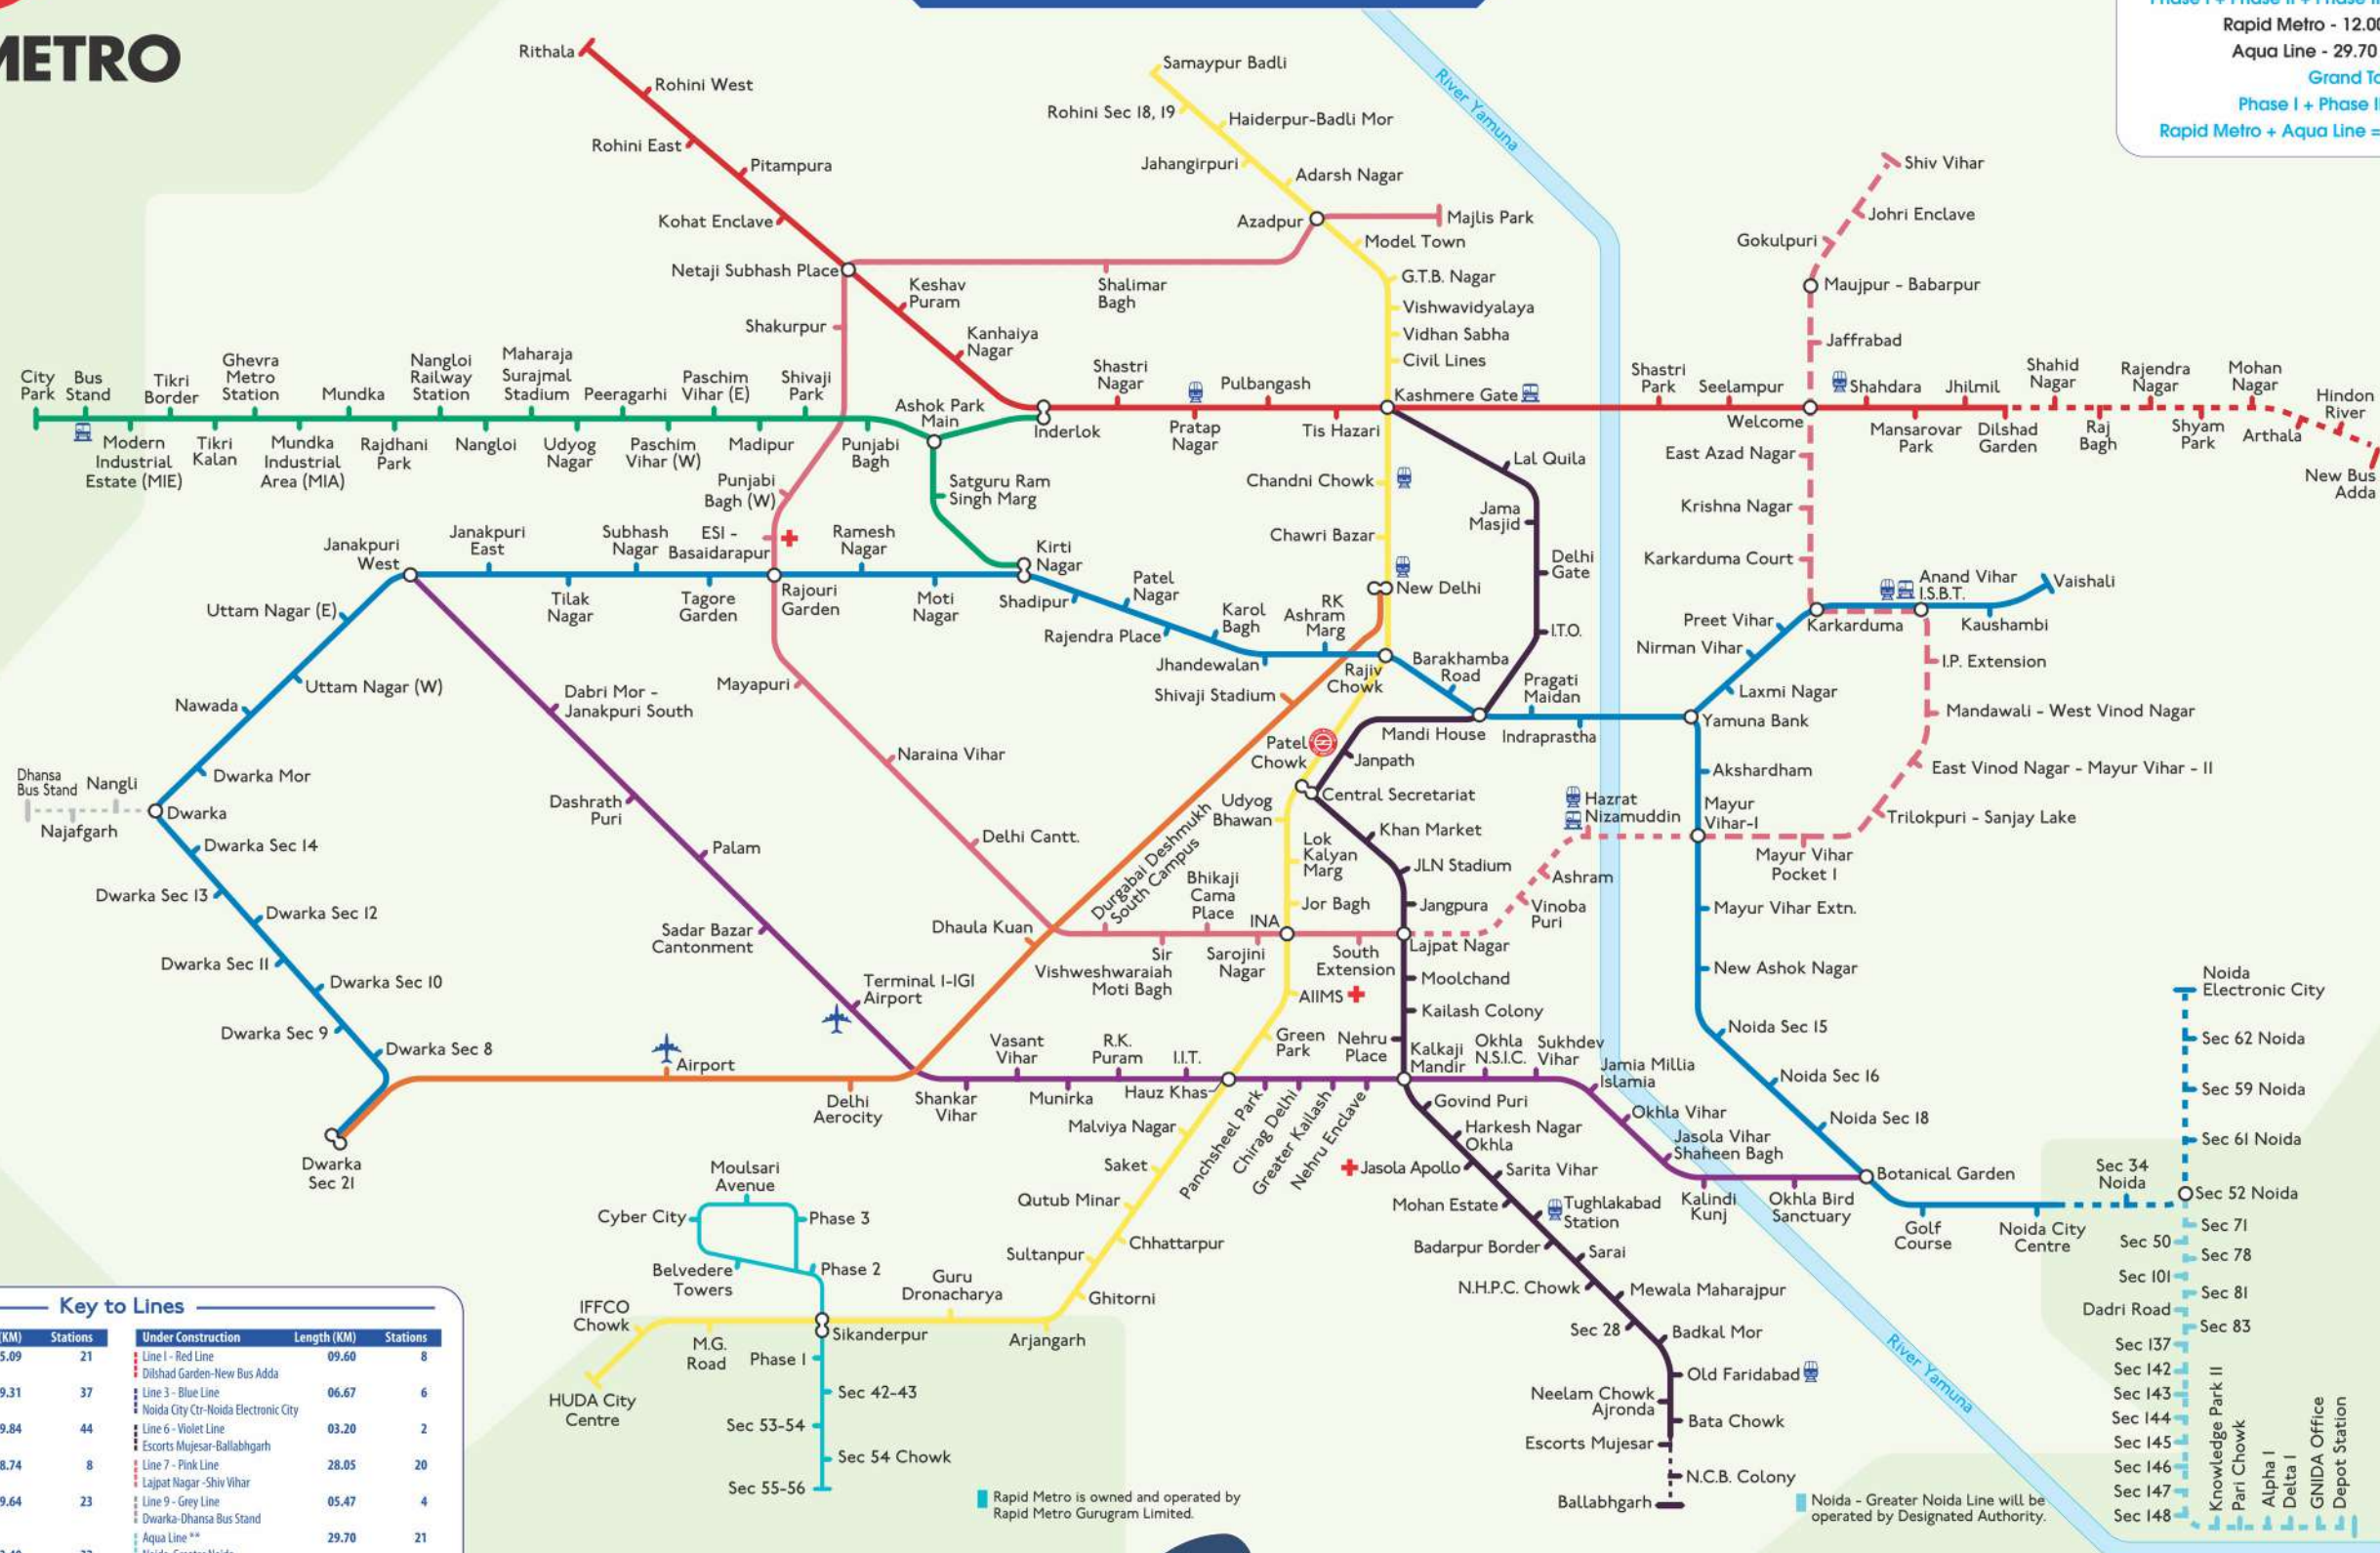 METRO
Rapid Metro - 12.0
Aqua Line - 29.70
Grand To
Phase I + Phase II
Rapid Metro + Aqua Line =
River Yamuna
Rithala
Rohini West
Rohini East
Pitampura
Kohat Enclave
Netaji Subhash Place
Keshav
Puram
Kanhaiya
Nagar
Shakurpur
Shalimar
Bagh
Samaypur Badli
Rohini Sec 18, 19
Haiderpur-Badli Mor
Jahangirpuri
Adarsh Nagar
Azadpur
Majlis Park
Model Town
G.T.B. Nagar
Vishwavidyalaya
Vidhan Sabha
Civil Lines
Kashmere Gate
Shiv Vihar
Johri Enclave
Gokulpuri
Maujpur - Babarpur
Jaffrabad
City
Park
Bus
Stand
Tikri
Border
Ghevra
Metro
Station
Mundka
Nangloi
Railway
Station
Maharaja
Surajmal
Stadium
Peeragarhi
Paschim
Vihar (E)
Shivaji
Park
Ashok Park
Main
Inderlok
Shastri
Nagar
Pulbangash
Pratap
Nagar
Tis Hazari
Shastri
Park
Seelampur
Welcome
Shahdara
Jhilmil
Mansarovar
Park
Dilshad
Garden
Shahid
Nagar
Raj
Bagh
Rajendra
Nagar
Shyam
Park
Mohan
Nagar
Arthala
Hindon
River
New Bus
Adda
Modern
Industrial
Estate (MIE)
Tikri
Kalan
Mundka
Industrial
Area (MIA)
Rajdhani
Park
Nangloi
Udyog
Nagar
Paschim
Vihar (W)
Madipur
Punjabi
Bagh
Punjabi
Bagh (W)
Satguru Ram
Singh Marg
East Azad Nagar
Krishna Nagar
Karkarduma Court
Lal Quila
Jama
Masjid
Delhi
Gate
I.T.O.
Chandni Chowk
Chawri Bazar
New Delhi
Janakpuri
West
Janakpuri
East
Subhash
Nagar
ESI -
Basaidarapur
Ramesh
Nagar
Kirti
Nagar
Tilak
Nagar
Tagore
Garden
Rajouri
Garden
Moti
Nagar
Shadipur
Patel
Nagar
Rajendra Place
Karol
Bagh
Jhandewalan
RK
Ashram
Marg
Rajiv
Chowk
Barakhamba
Road
Mandi House
Pragati
Maidan
Indraprastha
Yamuna Bank
Laxmi Nagar
Nirman Vihar
Preet Vihar
Karkarduma
Anand Vihar
I.S.B.T.
Kaushambi
Vaishali
I.P. Extension
Mandawali - West Vinod Nagar
East Vinod Nagar - Mayur Vihar - II
Trilokpuri - Sanjay Lake
Uttam Nagar (E)
Uttam Nagar (W)
Nawada
Dwarka Mor
Dhansa
Bus Stand
Nangli
Najafgarh
Dwarka
Dwarka Sec 14
Dwarka Sec 13
Dwarka Sec 12
Dwarka Sec 11
Dwarka Sec 10
Dwarka Sec 9
Dwarka Sec 8
Dwarka
Sec 21
Dabri Mor -
Janakpuri South
Dashrath
Puri
Palam
Sadar Bazar
Cantonment
Terminal I-IGI
Airport
Mayapuri
Naraina Vihar
Delhi Cantt.
Shivaji Stadium
Dhaula Kuan
Durgabai Deshmukh
South Campus
Airport
Delhi
Aerocity
Patel
Chowk
Janpath
Central Secretariat
Udyog
Bhawan
Khan Market
Lok
Kalyan
Marg
JLN Stadium
Jor Bagh
Jangpura
Bhikaji
Cama
Place
INA
Sir
Vishweshwaraiah
Moti Bagh
Sarojini
Nagar
South
Extension
Lajpat Nagar
Vinoba
Puri
Ashram
Hazrat
Nizamuddin
Akshardham
Mayur
Vihar-I
Mayur Vihar
Pocket I
Mayur Vihar Extn.
New Ashok Nagar
Noida Sec 15
Noida Sec 16
Noida Sec 18
Botanical Garden
Golf
Course
Noida City
Centre
Sec 34
Noida
Noida
Electronic City
Sec 62 Noida
Sec 59 Noida
Sec 61 Noida
Sec 52 Noida
AIIMS
Moolchand
Kailash Colony
Green
Park
Nehru
Place
Kalkaji
Mandir
Okhla
N.S.I.C.
Sukhdev
Vihar
Jamia Millia
Islamia
Okhla Vihar
Jasola Vihar
Shaheen Bagh
Kalindi
Kunj
Okhla Bird
Sanctuary
Shankar
Vihar
Vasant
Vihar
Munirka
R.K.
Puram
I.I.T.
Hauz Khas
Panchsheel Park
Chirag Delhi
Greater Kailash
Nehru Enclave
Malviya Nagar
Saket
Qutub Minar
Chhattarpur
Sultanpur
Ghitorni
Arjangarh
Guru
Dronacharya
Sikanderpur
M.G.
Road
IFFCO
Chowk
HUDA City
Centre
Moulsari
Avenue
Cyber City
Phase 3
Belvedere
Towers
Phase 2
Phase I
Sec 42-43
Sec 53-54
Sec 54 Chowk
Sec 55-56
Govind Puri
Harkesh Nagar
Okhla
Jasola Apollo
Sarita Vihar
Mohan Estate
Tughlakabad
Station
Badarpur Border
Sarai
N.H.P.C. Chowk
Mewala Maharajpur
Sec 28
Badkal Mor
Old Faridabad
Neelam Chowk
Ajronda
Bata Chowk
Escorts Mujesar
N.C.B. Colony
Ballabhgarh
River Yamuna
Sec 71
Sec 50
Sec 78
Sec 101
Sec 81
Dadri Road
Sec 83
Sec 137
Sec 142
Sec 143
Sec 144
Sec 145
Sec 146
Sec 147
Sec 148
Knowledge Park II
Pari Chowk
Alpha I
Delta I
GNIDA Office
Depot Station
Rapid Metro is owned and operated by
Rapid Metro Gurugram Limited.
Noida - Greater Noida Line will be
operated by Designated Authority.
Key to Lines
(KM) Stations Under Construction Length (KM) Stations
5.09 21 Line I - Red Line 09.60 8
Dilshad Garden-New Bus Adda
9.31 37 Line 3 - Blue Line 06.67 6
Noida City Ctr-Noida Electronic City
9.84 44 Line 6 - Violet Line 03.20 2
Escorts Mujesar-Ballabhgarh
8.74 8 Line 7 - Pink Line 28.05 20
Lajpat Nagar -Shiv Vihar
9.64 23 Line 9 - Grey Line 05.47 4
Dwarka-Dhansa Bus Stand
Aqua Line ** 29.70 21